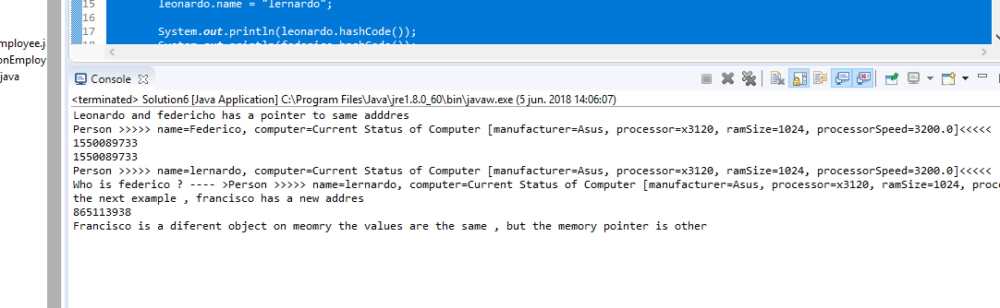 15 leonardo.name = "lernardo";
16
17 System.out.println(leonardo.hashCode());
18 System.out.println(federico.hashCode());
mployee.j
onEmploy
java
Console
<terminated> Solution6 [Java Application] C:\Program Files\Java\jre1.8.0_60\bin\javaw.exe (5 jun. 2018 14:06:07)
Leonardo and federicho has a pointer to same adddres
Person >>>>> name=Federico, computer=Current Status of Computer [manufacturer=Asus, processor=x3120, ramSize=1024, processorSpeed=3200.0]<<<<<
1550089733
1550089733
Person >>>>> name=lernardo, computer=Current Status of Computer [manufacturer=Asus, processor=x3120, ramSize=1024, processorSpeed=3200.0]<<<<<
Who is federico ? ---- >Person >>>>> name=lernardo, computer=Current Status of Computer [manufacturer=Asus, processor=x3120, ramSize=1024, proce
the next example , francisco has a new addres
865113938
Francisco is a diferent object on meomry the values are the same , but the memory pointer is other